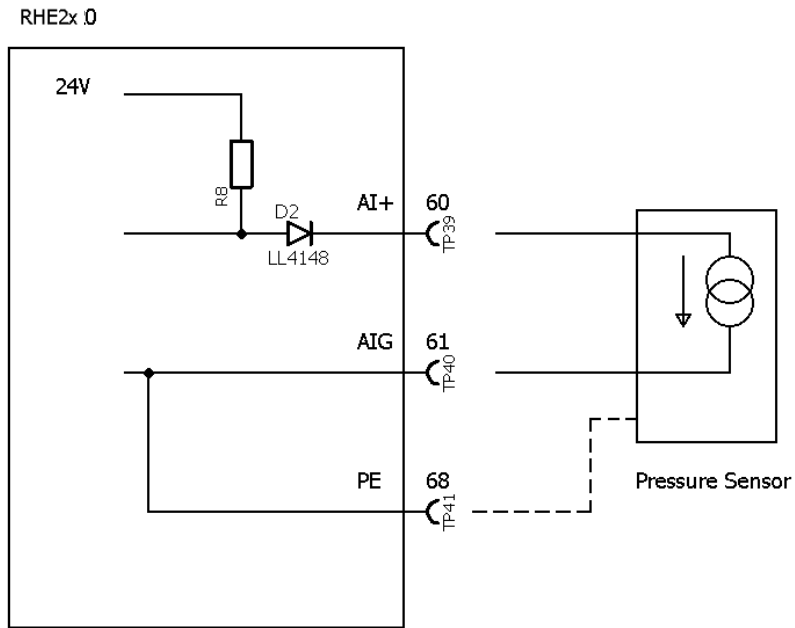 RHE2x :0
24V
R8
AI+
60
D2
TP39
LL4148
AIG
61
TP40
PE
68
Pressure Sensor
TP41